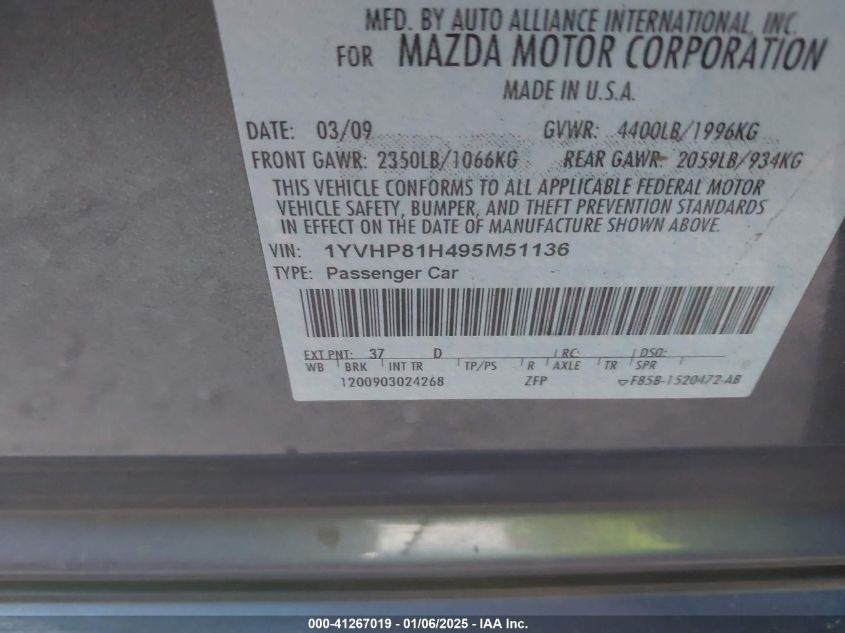 MFD. BY AUTO ALLIANCE INTERNATIONAL, INC.
FOR MAZDA MOTOR CORPORATION
MADE IN U.S.A.
DATE: 03/09 GVWR: 4400LB/1996KG
FRONT GAWR: 2350LB/1066KG REAR GAWR: 2059LB/934KG
THIS VEHICLE CONFORMS TO ALL APPLICABLE FEDERAL MOTOR
VEHICLE SAFETY, BUMPER, AND THEFT PREVENTION STANDARDS
IN EFFECT ON THE DATE OF MANUFACTURE SHOWN ABOVE.
VIN: 1YVHP81H495M51136
TYPE: Passenger Car
EXT PNT: 37 D RC: DSO:
WB BRK INT TR TP/PS R AXLE TR SPR
1200903024268 ZFP F85B-1520472-AB
000-41267019 - 01/06/2025 - IAA Inc.